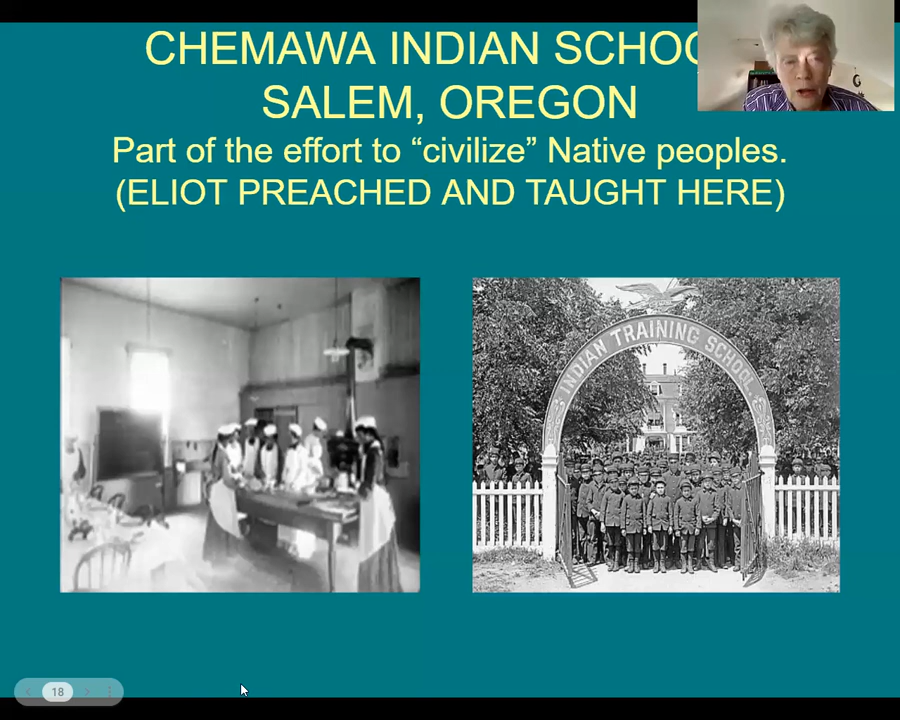 CHEMAWA INDIAN SCHOO
SALEM, OREGON
Part of the effort to “civilize” Native peoples.
(ELIOT PREACHED AND TAUGHT HERE)
INDIAN TRAINING SCHOOL
18